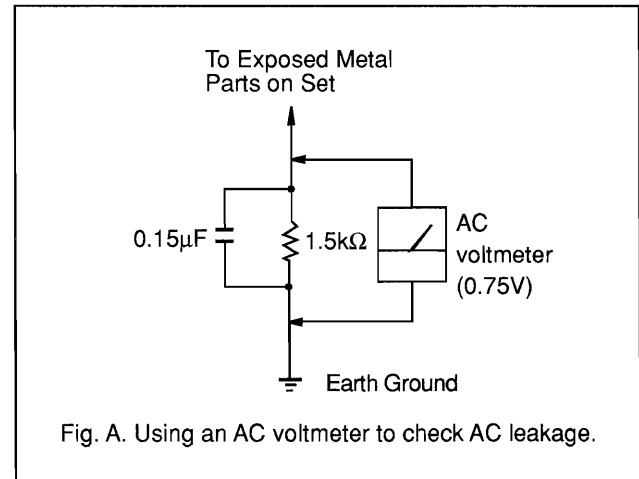 To Exposed Metal
Parts on Set
0.15μF
1.5kΩ
AC
voltmeter
(0.75V)
Earth Ground
Fig. A. Using an AC voltmeter to check AC leakage.